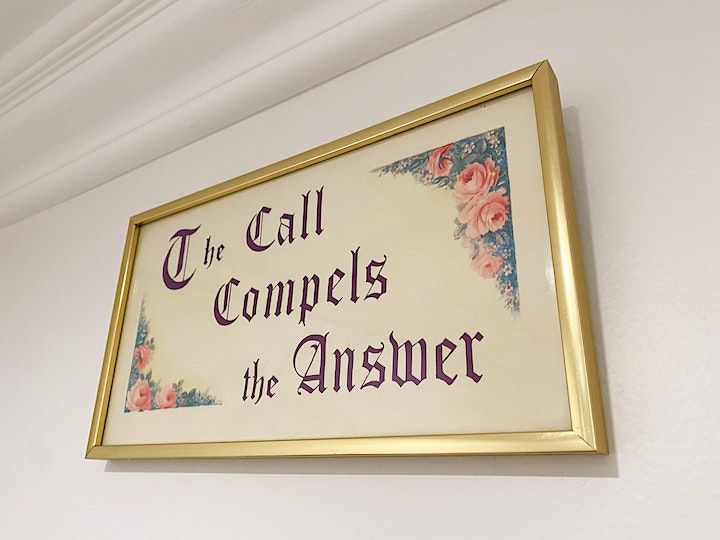 The Call
Compels
the Answer